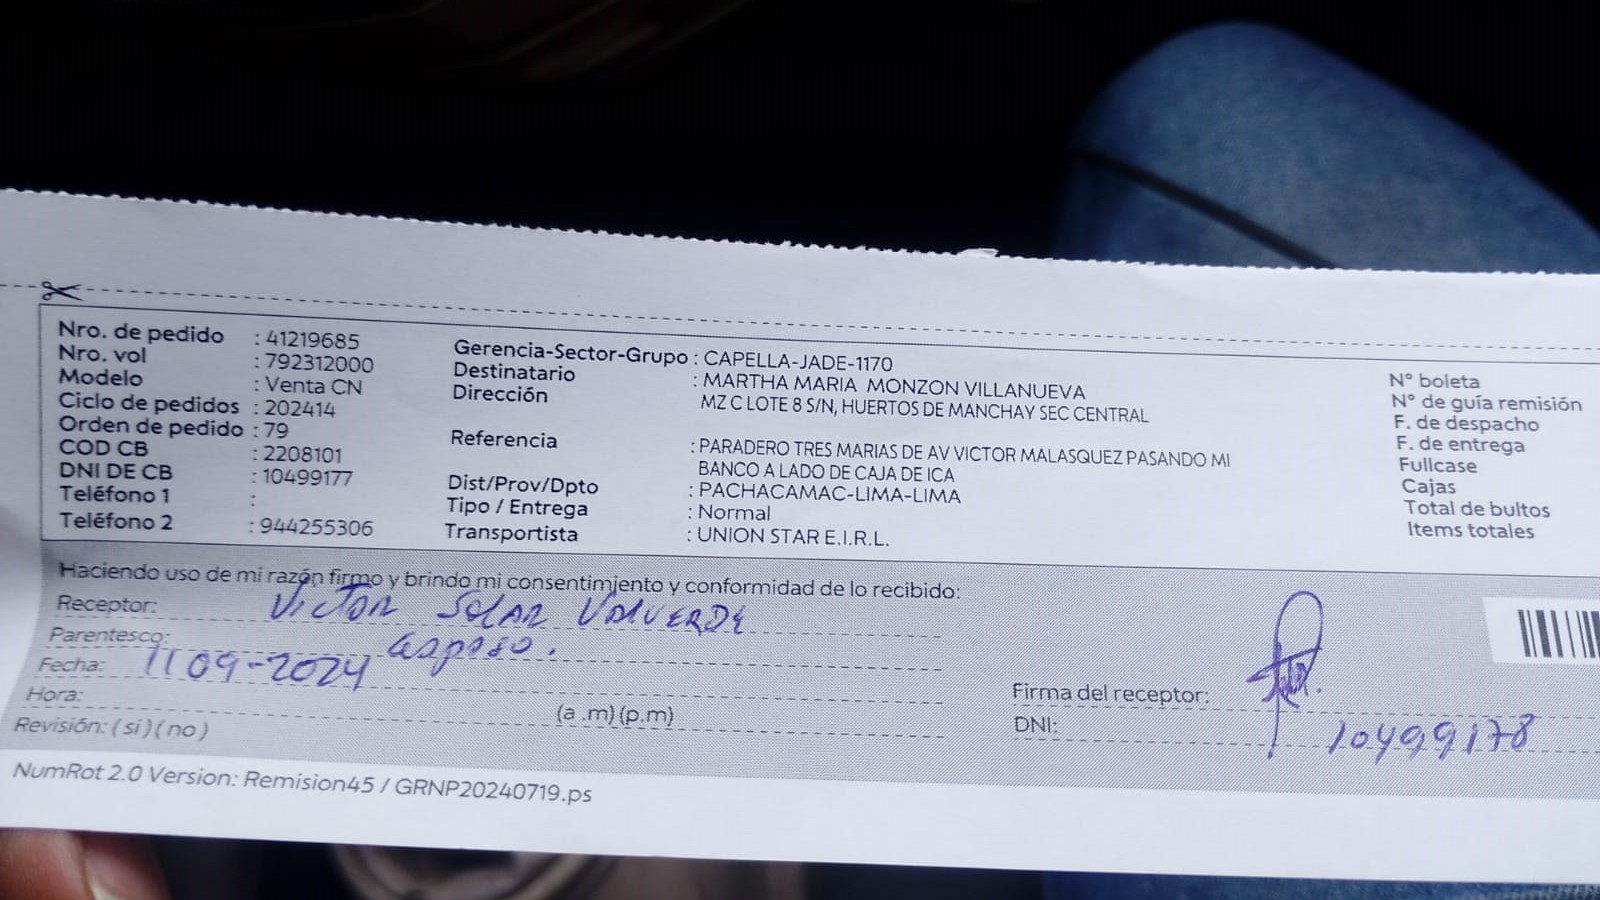 Nro. de pedido : 41219685
Nro. vol : 792312000
Modelo : Venta CN
Ciclo de pedidos : 202414
Orden de pedido : 79
COD CB : 2208101
DNI DE CB : 10499177
Teléfono 1 :
Teléfono 2 : 944255306
Gerencia-Sector-Grupo : CAPELLA-JADE-1170
Destinatario : MARTHA MARIA MONZON VILLANUEVA
Dirección MZ C LOTE 8 S/N, HUERTOS DE MANCHAY SEC CENTRAL
Referencia : PARADERO TRES MARIAS DE AV VICTOR MALASQUEZ PASANDO MI
BANCO A LADO DE CAJA DE ICA
Dist/Prov/Dpto : PACHACAMAC-LIMA-LIMA
Tipo / Entrega : Normal
Transportista : UNION STAR E.I.R.L.
N° boleta
N° de guía remisión
F. de despacho
F. de entrega
Fullcase
Cajas
Total de bultos
Items totales
Haciendo uso de mi razón firmo y brindo mi consentimiento y conformidad de lo recibido:
Receptor: Victor Solar Valverde
Parentesco: esposo.
Fecha: 11 09-2024
Hora: (a .m) (p.m)
Revisión: ( si ) ( no )
Firma del receptor:
DNI: 10499178
NumRot 2.0 Version: Remision45 / GRNP20240719.ps